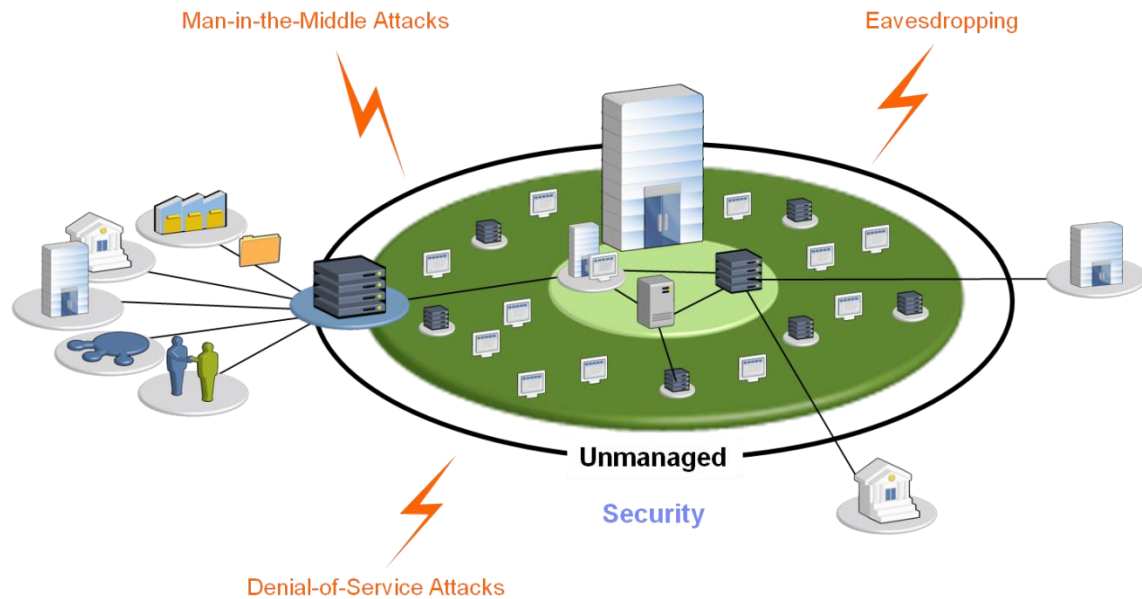 Man-in-the-Middle Attacks
Eavesdropping
Unmanaged
Security
Denial-of-Service Attacks